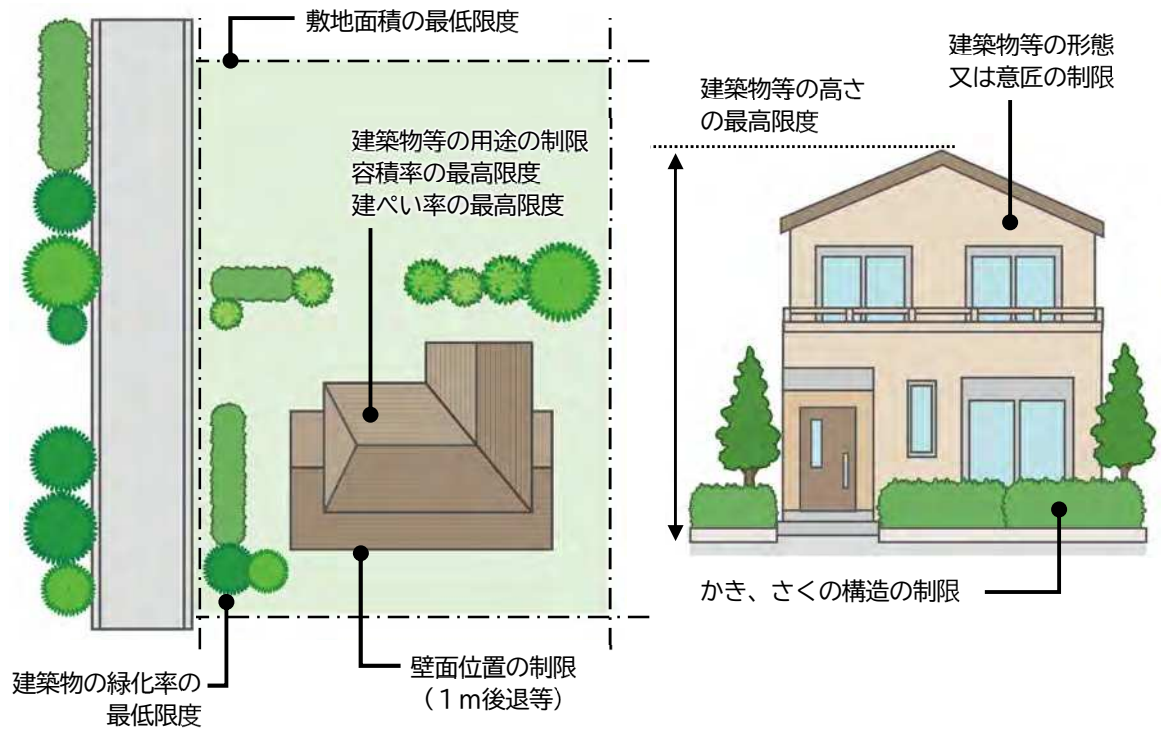 敷地面積の最低限度
建築物等の用途の制限
容積率の最高限度
建ぺい率の最高限度
建築物の緑化率の
最低限度
壁面位置の制限
（１ｍ後退等）
建築物等の高さ
の最高限度
建築物等の形態
又は意匠の制限
かき、さくの構造の制限